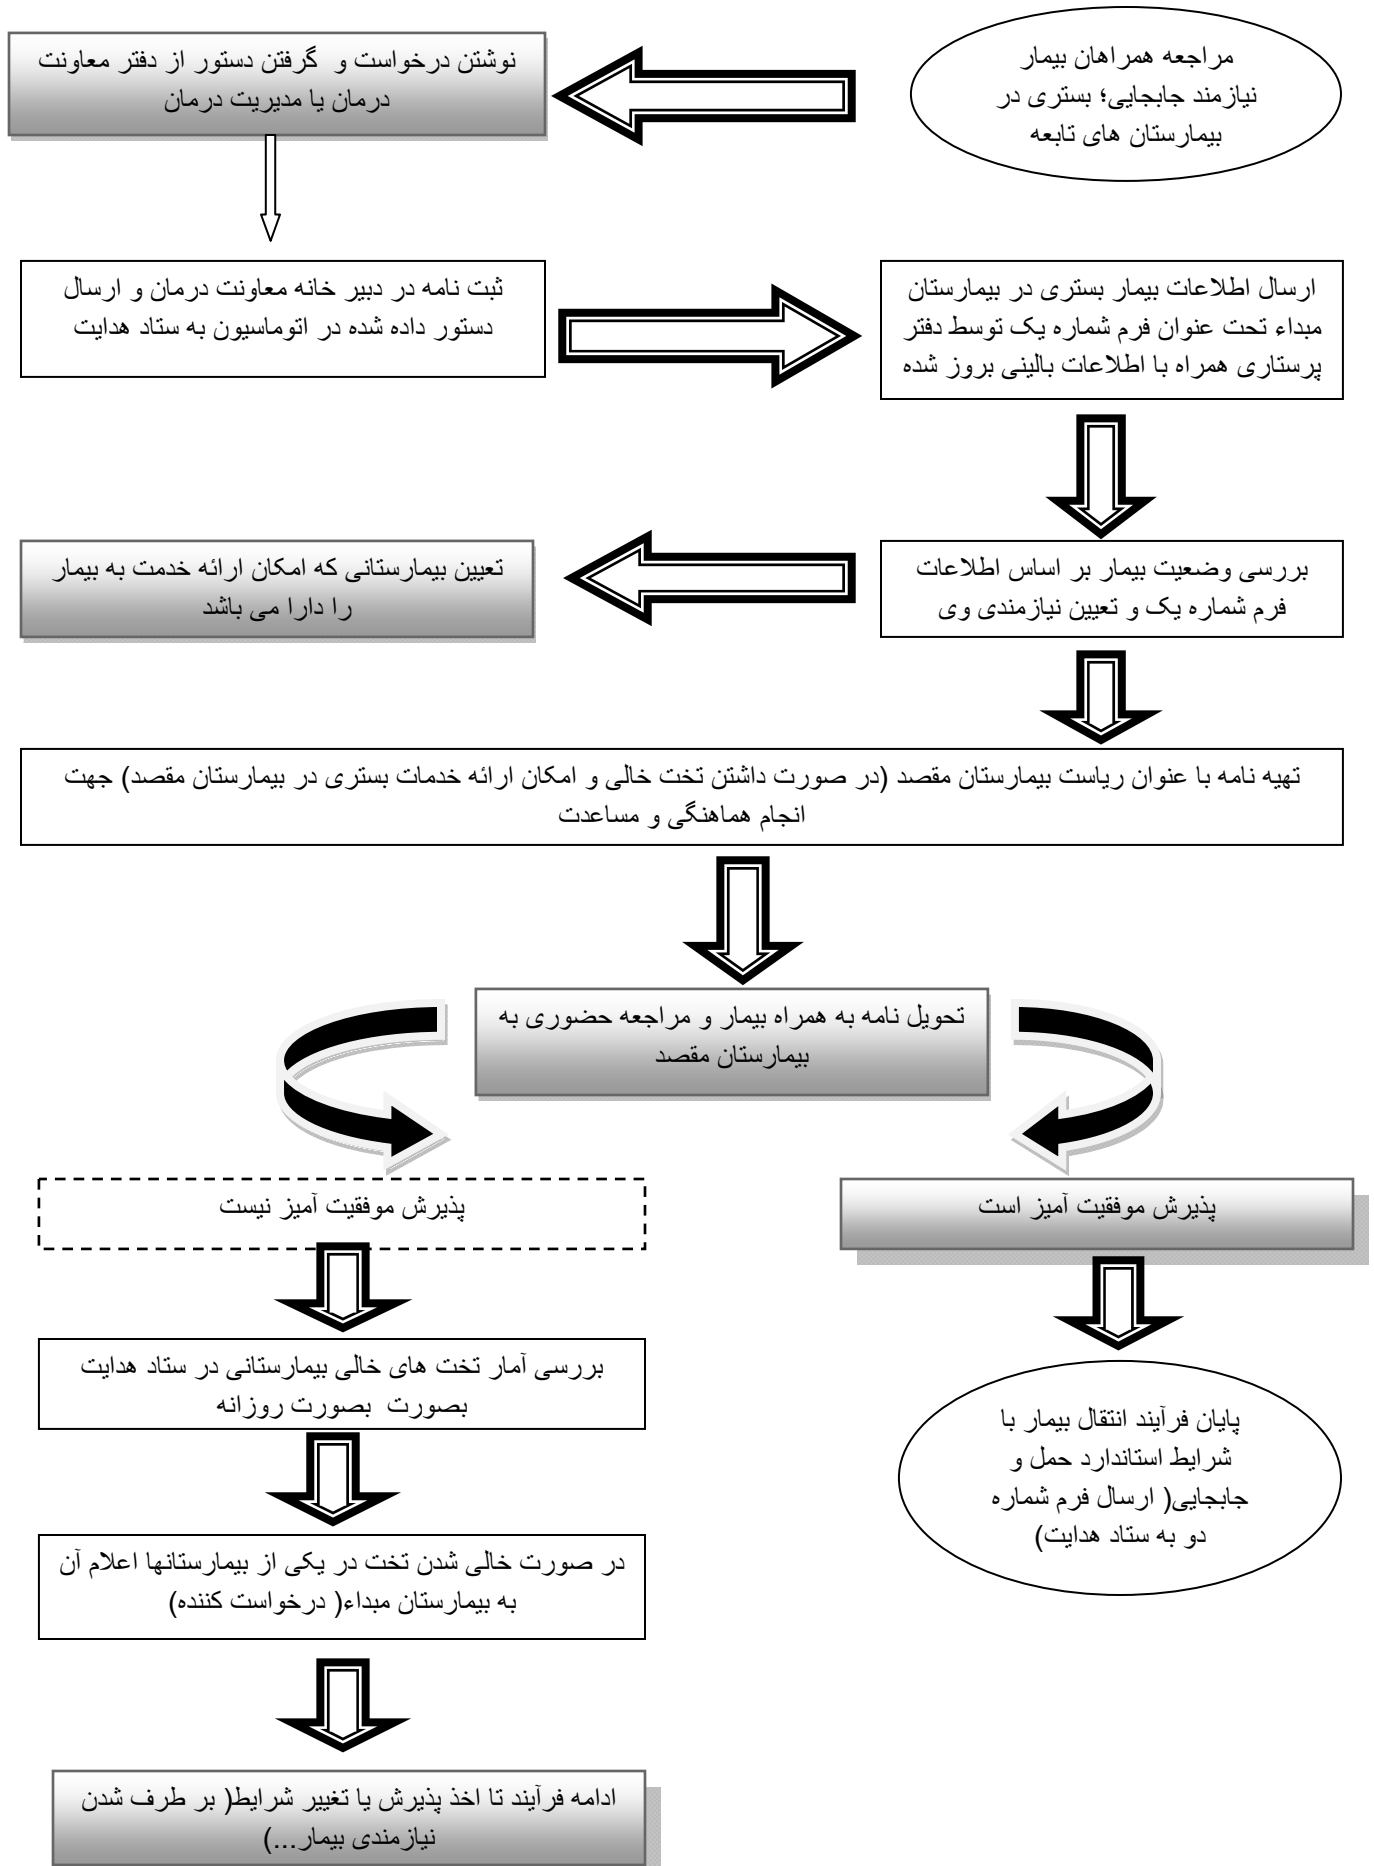 مراجعه همراهان بیمار
نیازمند جابجایی؛ بستری در
بیمارستان های تابعه
نوشتن درخواست و گرفتن دستور از دفتر معاونت
درمان یا مدیریت درمان
ثبت نامه در دبیر خانه معاونت درمان و ارسال
دستور داده شده در اتوماسیون به ستاد هدایت
ارسال اطلاعات بیمار بستری در بیمارستان
مبداء تحت عنوان فرم شماره یک توسط دفتر
پرستاری همراه با اطلاعات بالینی بروز شده
بررسی وضعیت بیمار بر اساس اطلاعات
فرم شماره یک و تعیین نیازمندی وی
تعیین بیمارستانی که امکان ارائه خدمت به بیمار
را دارا می باشد
تهیه نامه با عنوان ریاست بیمارستان مقصد (در صورت داشتن تخت خالی و امکان ارائه خدمات بستری در بیمارستان مقصد) جهت
انجام هماهنگی و مساعدت
تحویل نامه به همراه بیمار و مراجعه حضوری به
بیمارستان مقصد
پذیرش موفقیت آمیز است
پایان فرآیند انتقال بیمار با
شرایط استاندارد حمل و
جابجایی( ارسال فرم شماره
دو به ستاد هدایت)
پذیرش موفقیت آمیز نیست
بررسی آمار تخت های خالی بیمارستانی در ستاد هدایت
بصورت بصورت روزانه
در صورت خالی شدن تخت در یکی از بیمارستانها اعلام آن
به بیمارستان مبداء( درخواست کننده)
ادامه فرآیند تا اخذ پذیرش یا تغییر شرایط( بر طرف شدن
نیازمندی بیمار...)